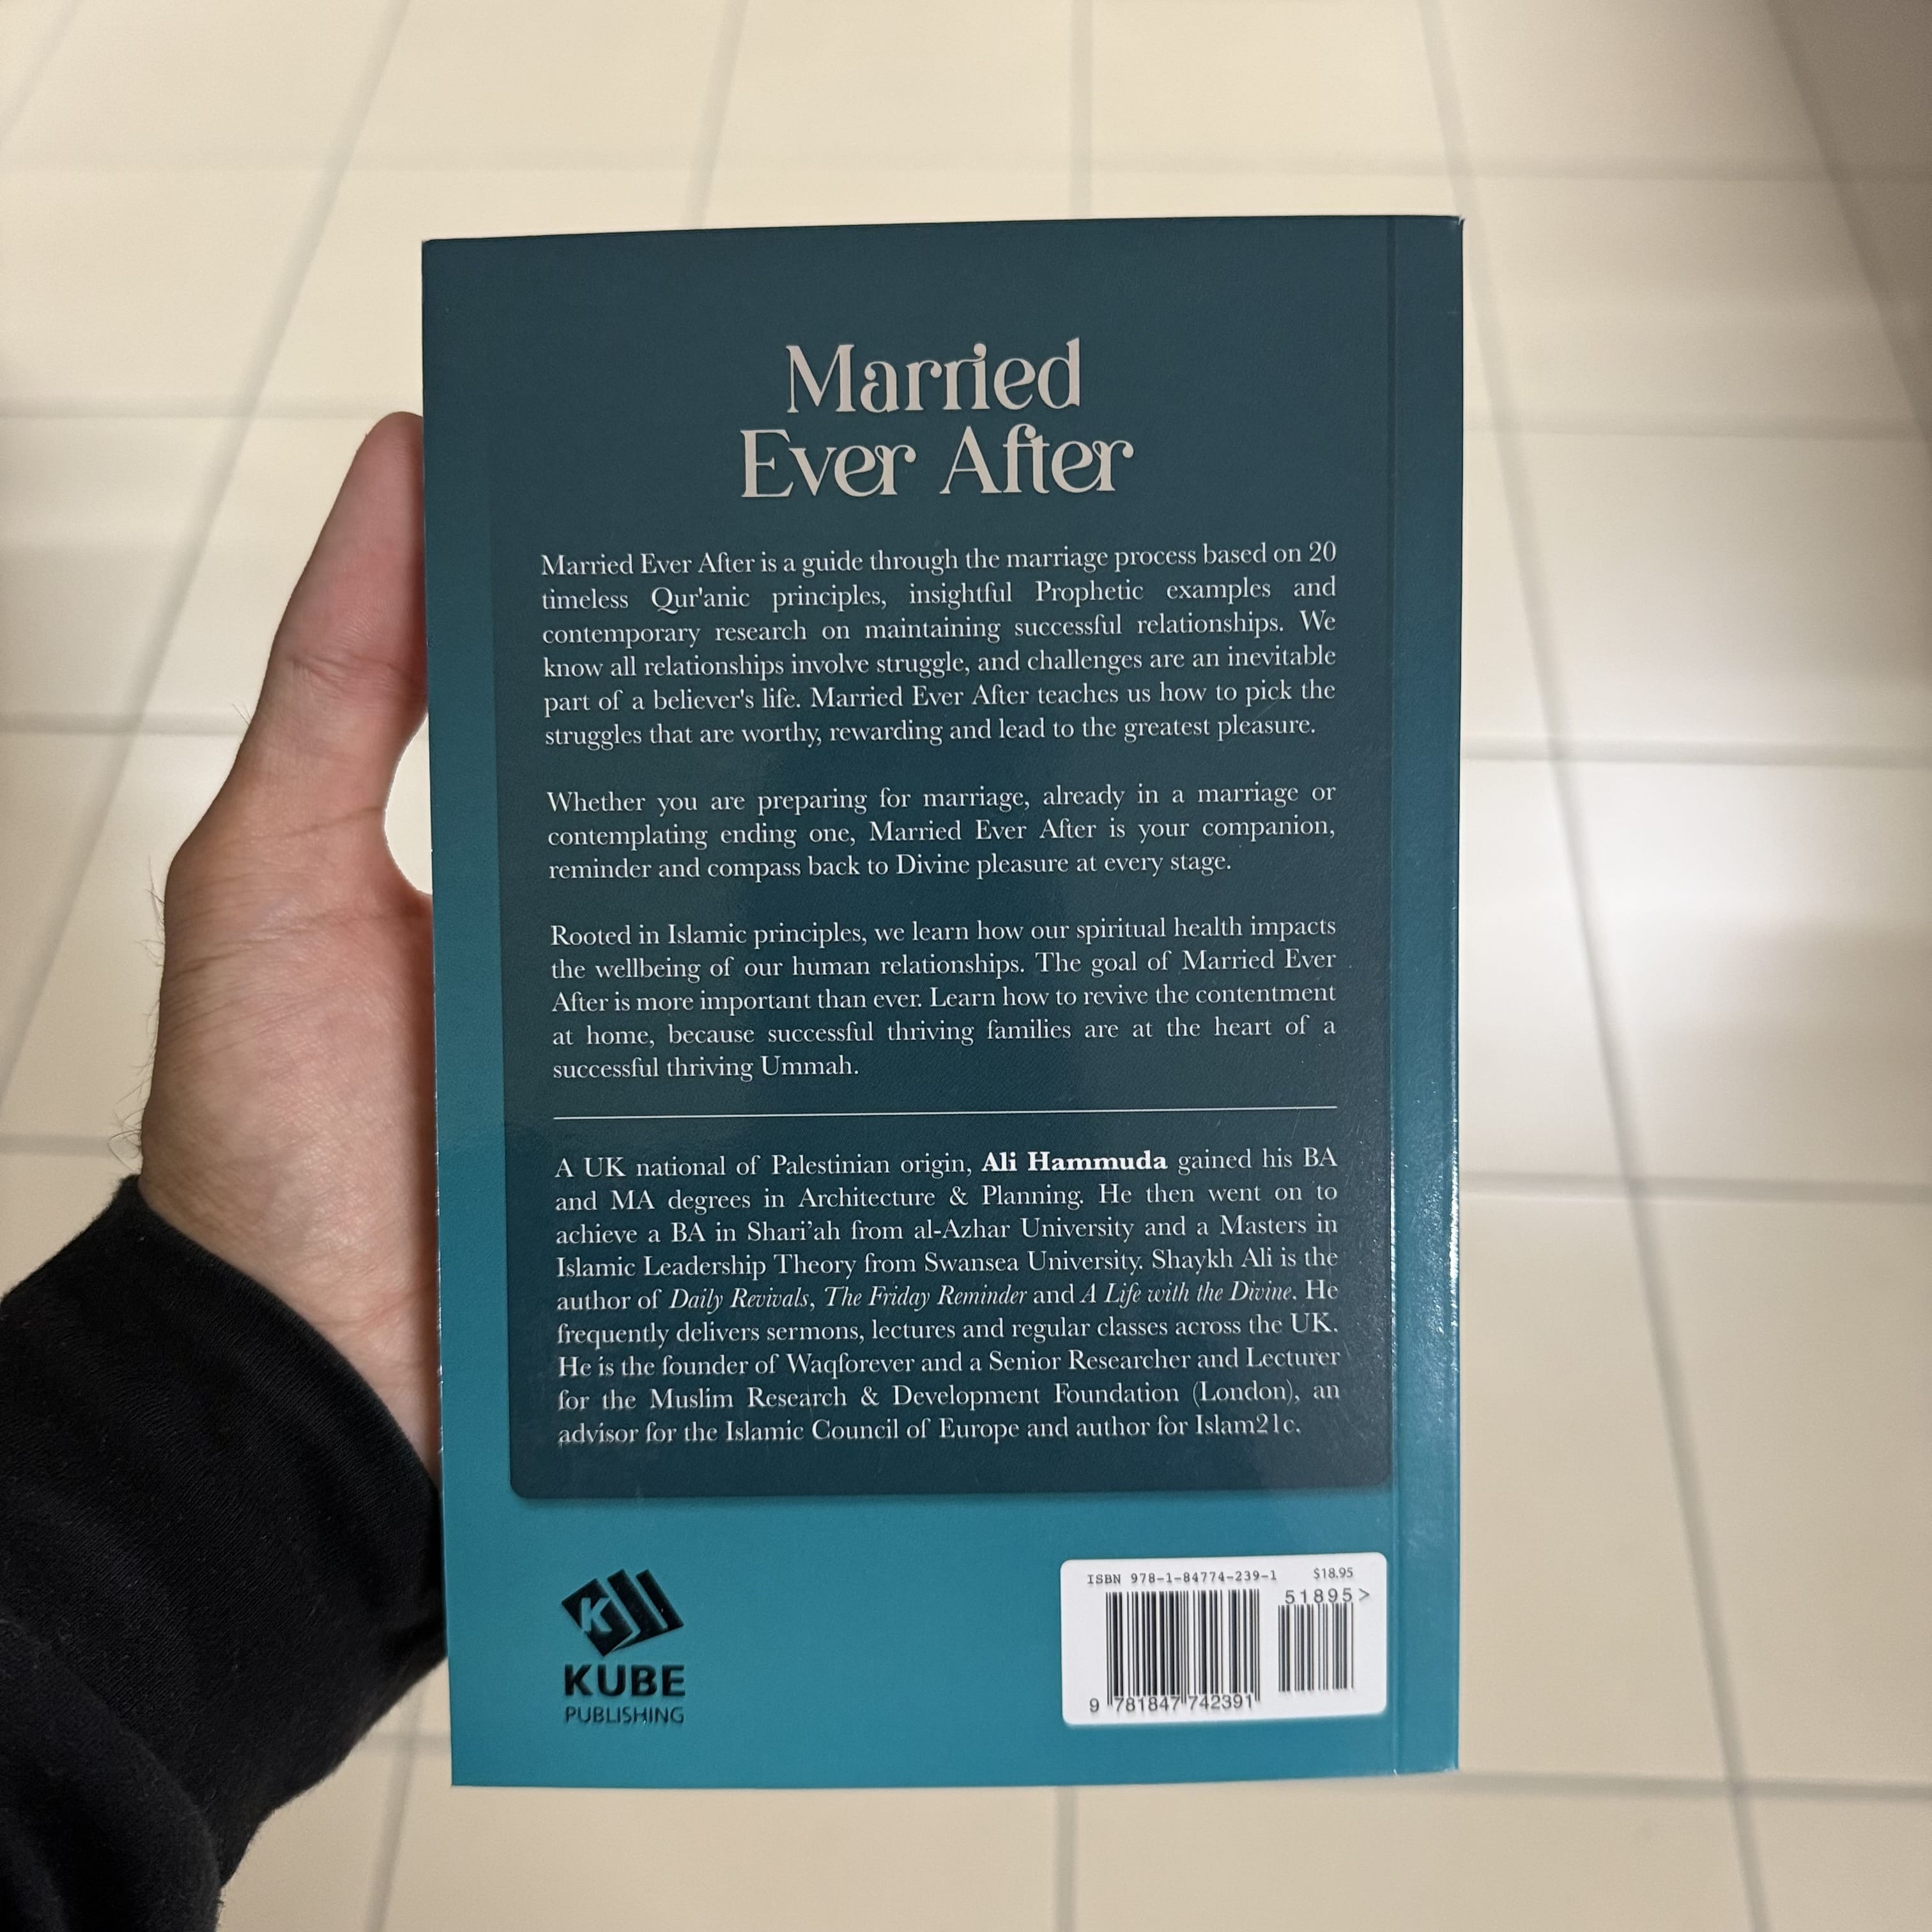 Married
Ever After
Married Ever After is a guide through the marriage process based on 20
timeless Qur'anic principles, insightful Prophetic examples and
contemporary research on maintaining successful relationships. We
know all relationships involve struggle, and challenges are an inevitable
part of a believer's life. Married Ever After teaches us how to pick the
struggles that are worthy, rewarding and lead to the greatest pleasure.
Whether you are preparing for marriage, already in a marriage or
contemplating ending one, Married Ever After is your companion,
reminder and compass back to Divine pleasure at every stage.
Rooted in Islamic principles, we learn how our spiritual health impacts
the wellbeing of our human relationships. The goal of Married Ever
After is more important than ever. Learn how to revive the contentment
at home, because successful thriving families are at the heart of a
successful thriving Ummah.
A UK national of Palestinian origin, Ali Hammuda gained his BA
and MA degrees in Architecture & Planning. He then went on to
achieve a BA in Shari’ah from al-Azhar University and a Masters in
Islamic Leadership Theory from Swansea University. Shaykh Ali is the
author of Daily Revivals, The Friday Reminder and A Life with the Divine. He
frequently delivers sermons, lectures and regular classes across the UK.
He is the founder of Waqforever and a Senior Researcher and Lecturer
for the Muslim Research & Development Foundation (London), an
advisor for the Islamic Council of Europe and author for Islam21c.
K
KUBE
PUBLISHING
ISBN 978-1-84774-239-1 $18.95
51895>
9 781847 742391